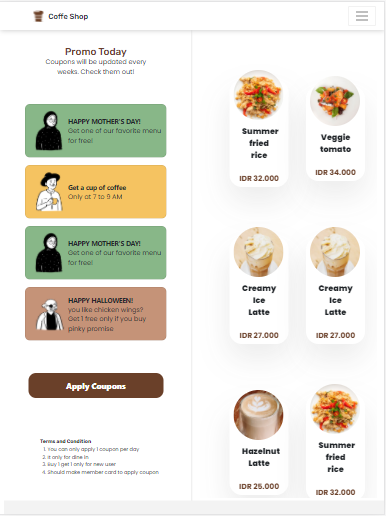 Coffe Shop
Promo Today
Coupons will be updated every
weeks. Check them out!
HAPPY MOTHER'S DAY!
Get one of our favorite menu
for free!
Get a cup of coffee
Only at 7 to 9 AM
HAPPY MOTHER'S DAY!
Get one of our favorite menu
for free!
HAPPY HALLOWEEN!
you like chicken wings?
Get 1 free only if you buy
pinky promise
Apply Coupons
Terms and Condition
1. You can only apply 1 coupon per day
2. It only for dine in
3. Buy 1 get 1 only for new user
4. Should make member card to apply coupon
Summer
fried
rice
IDR 32.000
Veggie
tomato
IDR 34.000
Creamy
Ice
Latte
IDR 27.000
Creamy
Ice
Latte
IDR 27.000
Hazelnut
Latte
IDR 25.000
Summer
fried
rice
IDR 32.000